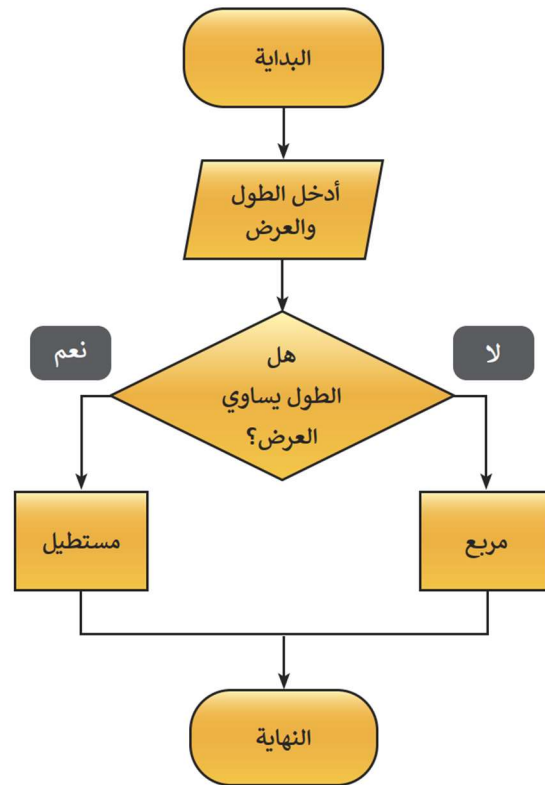 البداية
أدخل الطول
والعرض
هل
الطول يساوي
العرض؟
لا
نعم
مربع
مستطيل
النهاية